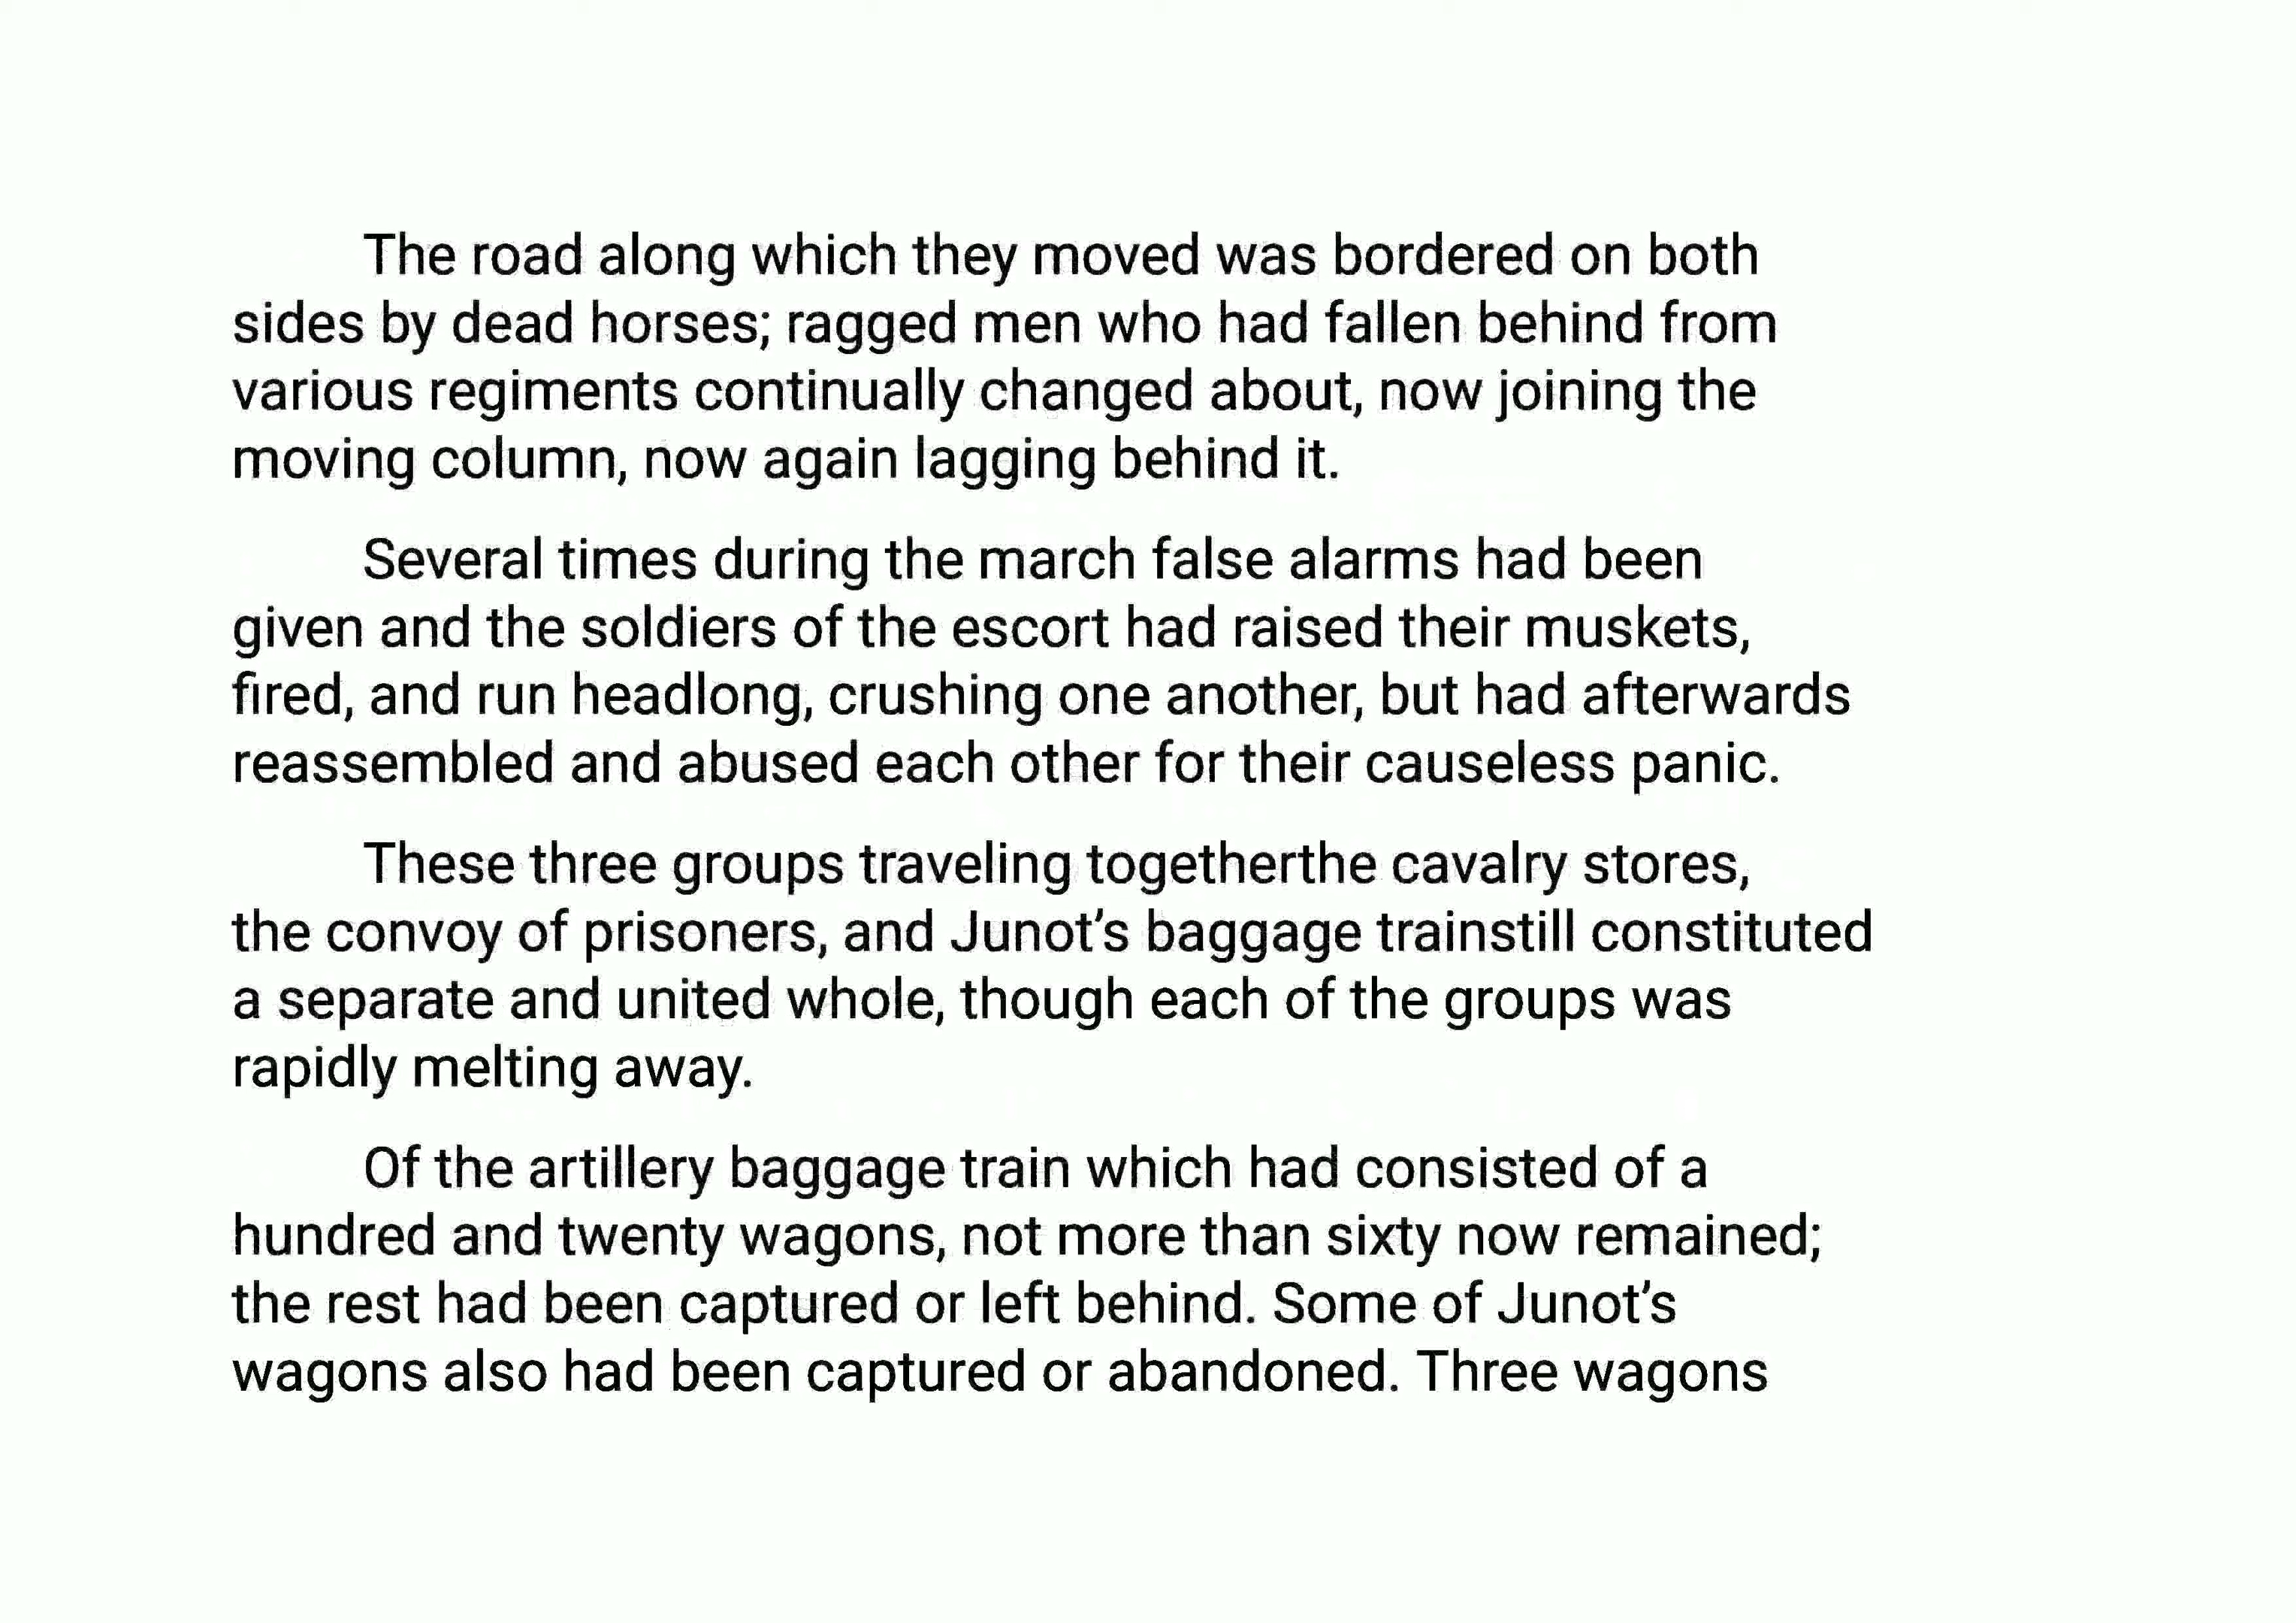 The road along which they moved was bordered on both
sides by dead horses; ragged men who had fallen behind from
various regiments continually changed about, now joining the
moving column, now again lagging behind it.
Several times during the march false alarms had been
given and the soldiers of the escort had raised their muskets,
fired, and run headlong, crushing one another, but had afterwards
reassembled and abused each other for their causeless panic.
These three groups traveling togetherthe cavalry stores,
the convoy of prisoners, and Junot’s baggage trainstill constituted
a separate and united whole, though each of the groups was
rapidly melting away.
Of the artillery baggage train which had consisted of a
hundred and twenty wagons, not more than sixty now remained;
the rest had been captured or left behind. Some of Junot’s
wagons also had been captured or abandoned. Three wagons